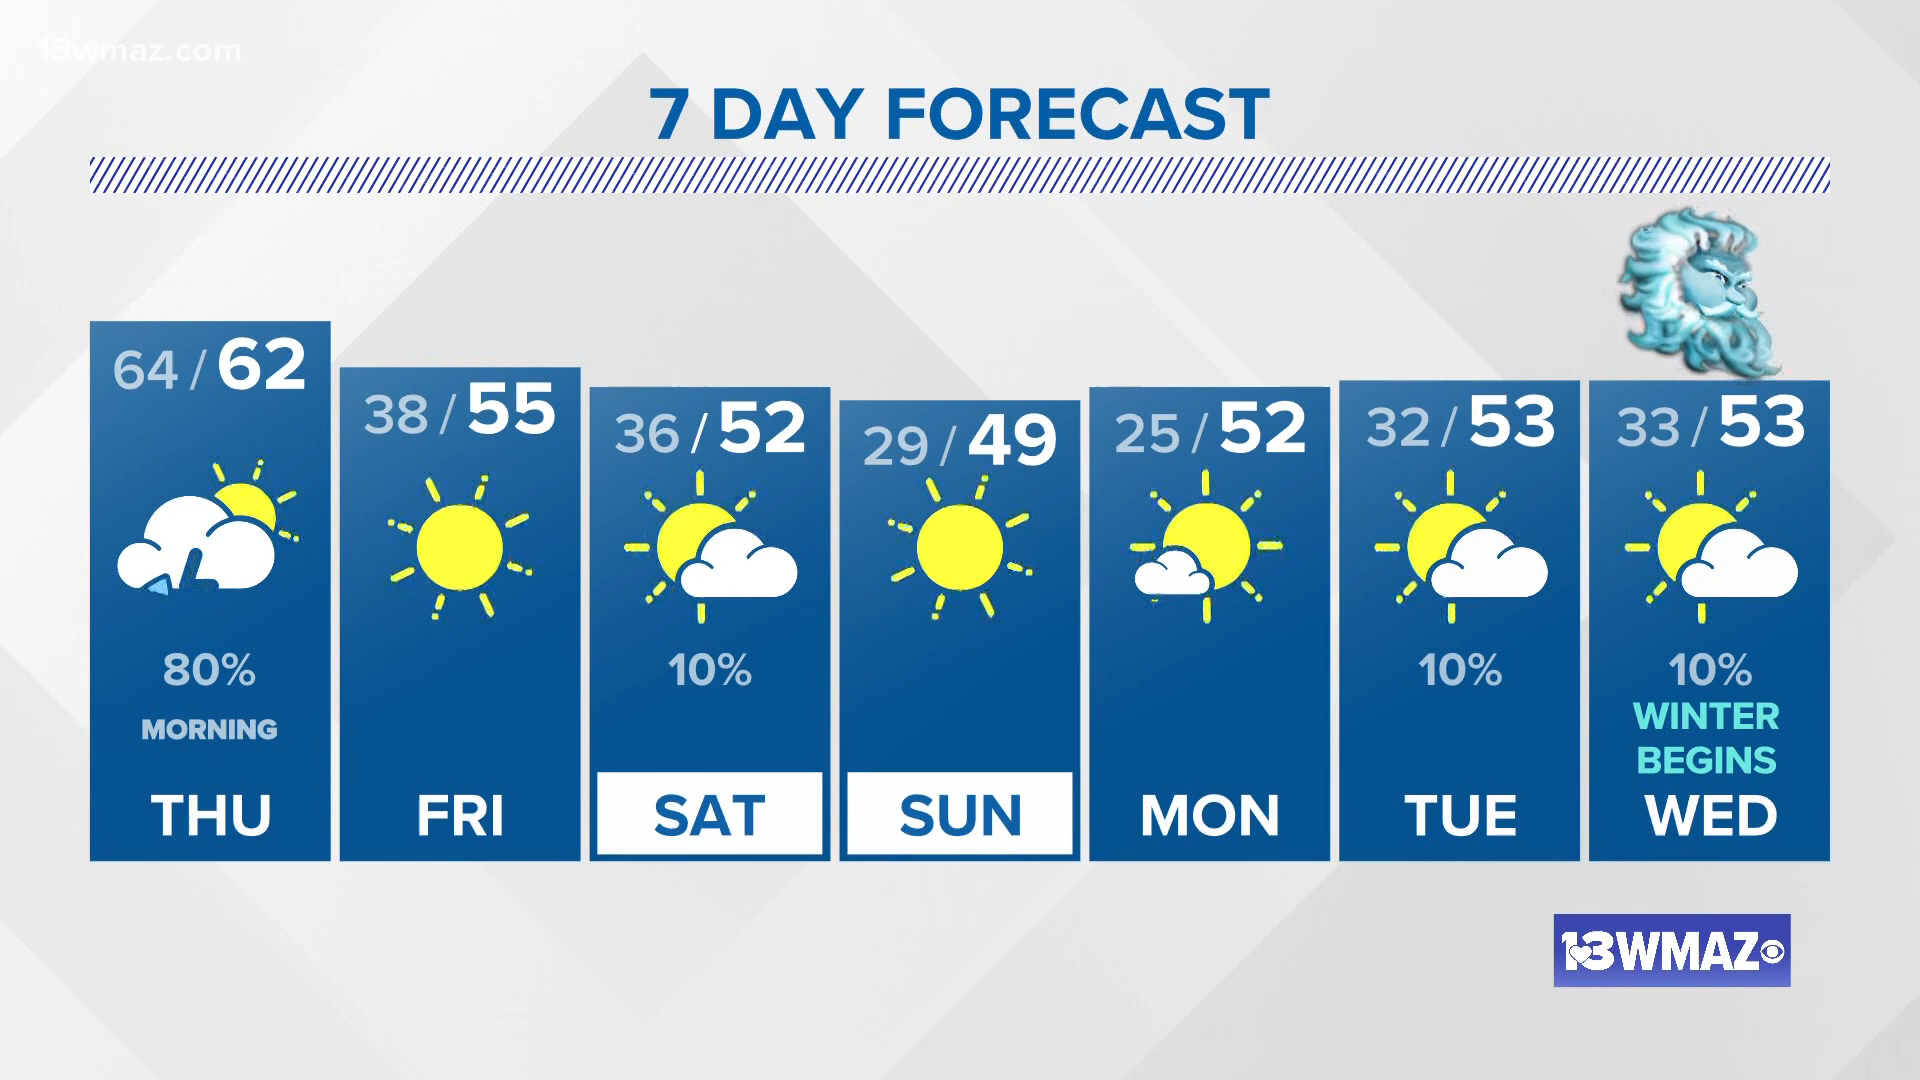 13wmaz.com
7 DAY FORECAST
64 / 62
80%
MORNING
THU
38 / 55
FRI
36 / 52
10%
SAT
29 / 49
SUN
25 / 52
MON
32 / 53
10%
TUE
33 / 53
10%
WINTER
BEGINS
WED
13WMAZ